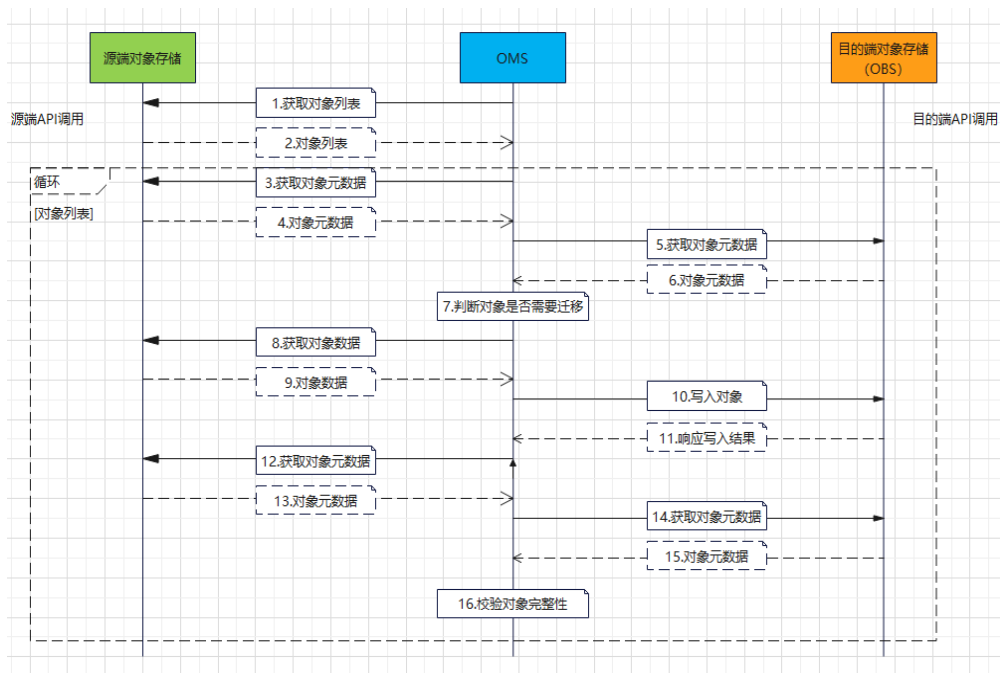 源端对象存储
OMS
目的端对象存储
（OBS）
源端API调用
目的端API调用
1.获取对象列表
2.对象列表
循环
3.获取对象元数据
[对象列表]
4.对象元数据
5.获取对象元数据
6.对象元数据
7.判断对象是否需要迁移
8.获取对象数据
9.对象数据
10.写入对象
11.响应写入结果
12.获取对象元数据
13.对象元数据
14.获取对象元数据
15.对象元数据
16.校验对象完整性